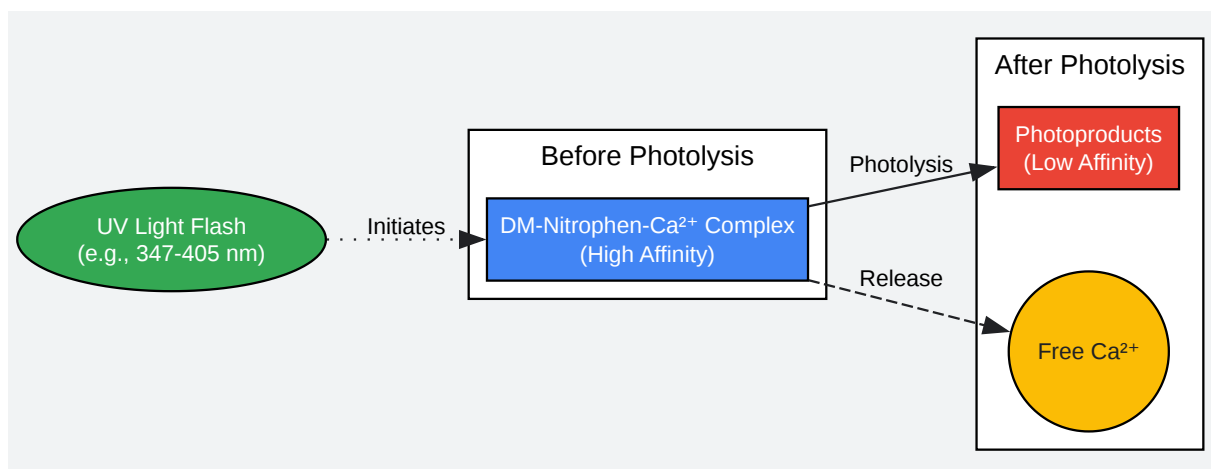 UV Light Flash
(e.g., 347-405 nm)
Initiates
Before Photolysis
DM-Nitrophen-Ca²⁺ Complex
(High Affinity)
Photolysis
Release
After Photolysis
Photoproducts
(Low Affinity)
Free Ca²⁺